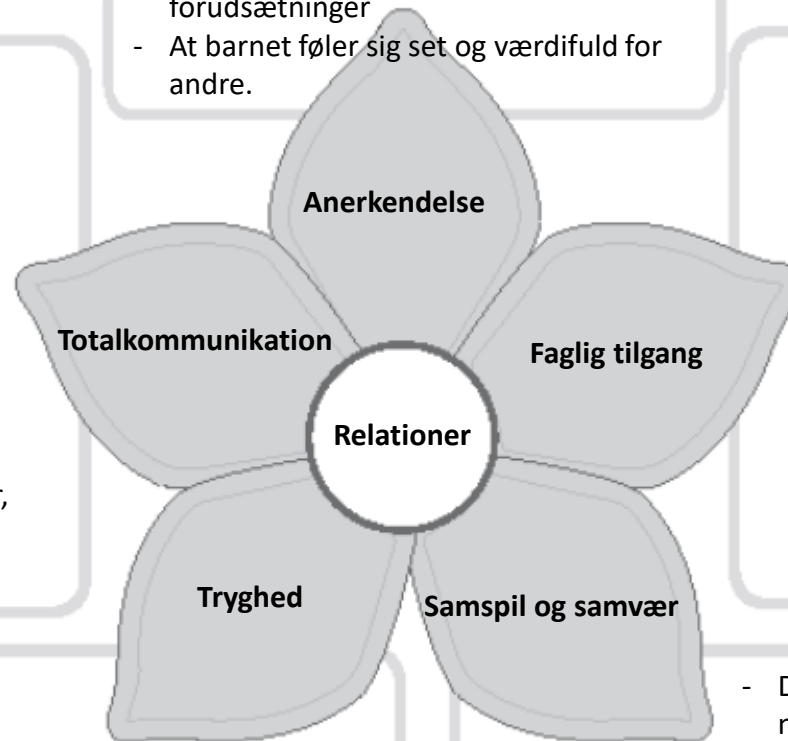 forudsætninger
- At barnet føler sig set og værdifuld for
andre.
Anerkendelse
Totalkommunikation
Faglig tilgang
Relationer
Tryghed
Samspil og samvær